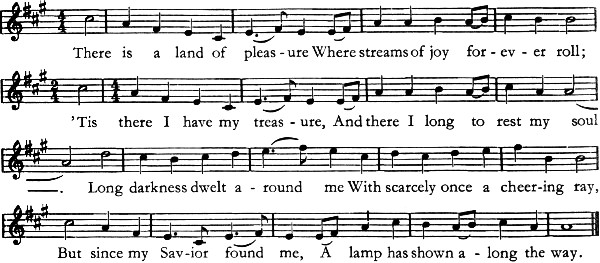 There is a land of pleas-ure Where streams of joy for-ev-er roll;
'Tis there I have my treas-ure, And there I long to rest my soul
. Long darkness dwelt a-round me With scarcely once a cheer-ing ray,
But since my Sav-ior found me, A lamp has shown a-long the way.